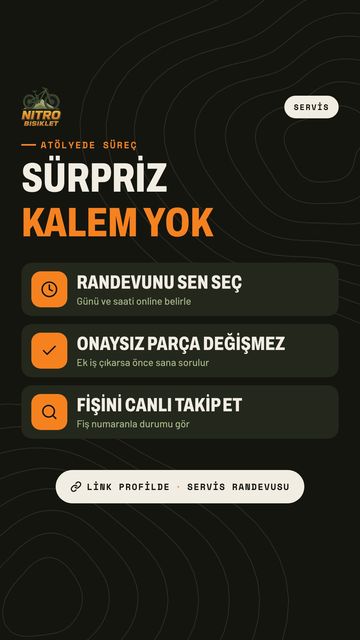 NITRO
BISIKLET
SERVİS
ATÖLYEDE SÜREÇ
SÜRPRİZ
KALEM YOK
RANDEVUNU SEN SEÇ
Günü ve saati online belirle
ONAYSIZ PARÇA DEĞİŞMEZ
Ek iş çıkarsa önce sana sorulur
FİŞİNİ CANLI TAKİP ET
Fiş numaranla durumu gör
LİNK PROFİLDE · SERVİS RANDEVUSU